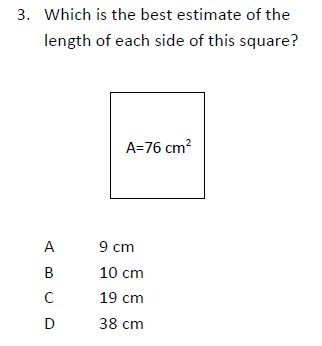 3. Which is the best estimate of the
length of each side of this square?
A=76 cm²
A 9 cm
B 10 cm
C 19 cm
D 38 cm